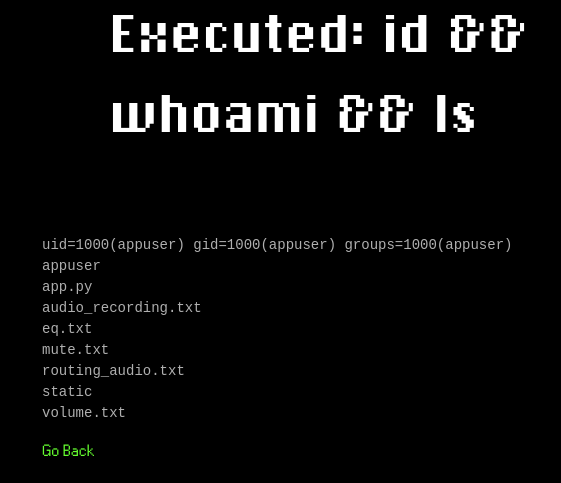 Executed: id &&
whoami && ls
uid=1000(appuser) gid=1000(appuser) groups=1000(appuser)
appuser
app.py
audio_recording.txt
eq.txt
mute.txt
routing_audio.txt
static
volume.txt
Go Back